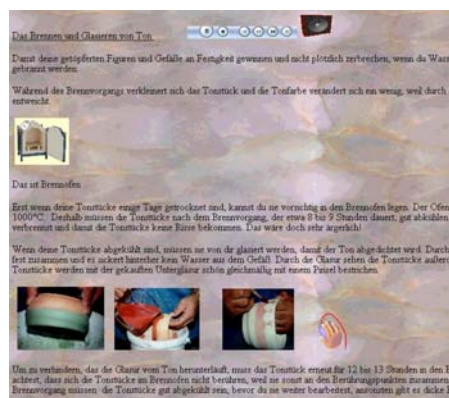 Das Brennen und Glasieren von Ton
Damit deine getöpferten Figuren und Gefäße an Festigkeit gewinnen und nicht plötzlich zerbrechen, wenn du Wass
gebrannt werden.
Während des Brennvorgangs verkleinert sich das Tonstück und die Tonfarbe verändert sich ein wenig, weil durch
entweicht.
Das ist Brennofen
Erst wenn deine Tonstücke einige Tage getrocknet sind, kannst du sie vorsichtig in den Brennofen legen. Der Ofen
1000°C. Deshalb müssen die Tonstücke nach dem Brennvorgang, der etwa 8 bis 9 Stunden dauert, gut abkühlen
verbrennst und damit die Tonstücke keine Risse bekommen. Das wäre doch sehr ärgerlich!
Wenn deine Tonstücke abgekühlt sind, müssen sie von dir glasiert werden, damit der Ton abgedichtet wird. Durch
fest zusammen und es sickert hinterher kein Wasser aus dem Gefäß. Durch die Glasur sehen die Tonstücke außero
Tonstücke werden mit der gekauften Unterglasur schön gleichmäßig mit einem Pinsel bestrichen.
Um zu verhindern, das die Glasur vom Ton herunterläuft, muss das Tonstück erneut für 12 bis 13 Stunden in den B
achtest, dass sich die Tonstücke im Brennofen nicht berühren, weil sie sonst an den Berührungspunkten zusammen
Brennvorgang müssen die Tonstücke gut abgekühlt sein, bevor du sie weiter bearbeitest, ansonsten gibt es dicke B